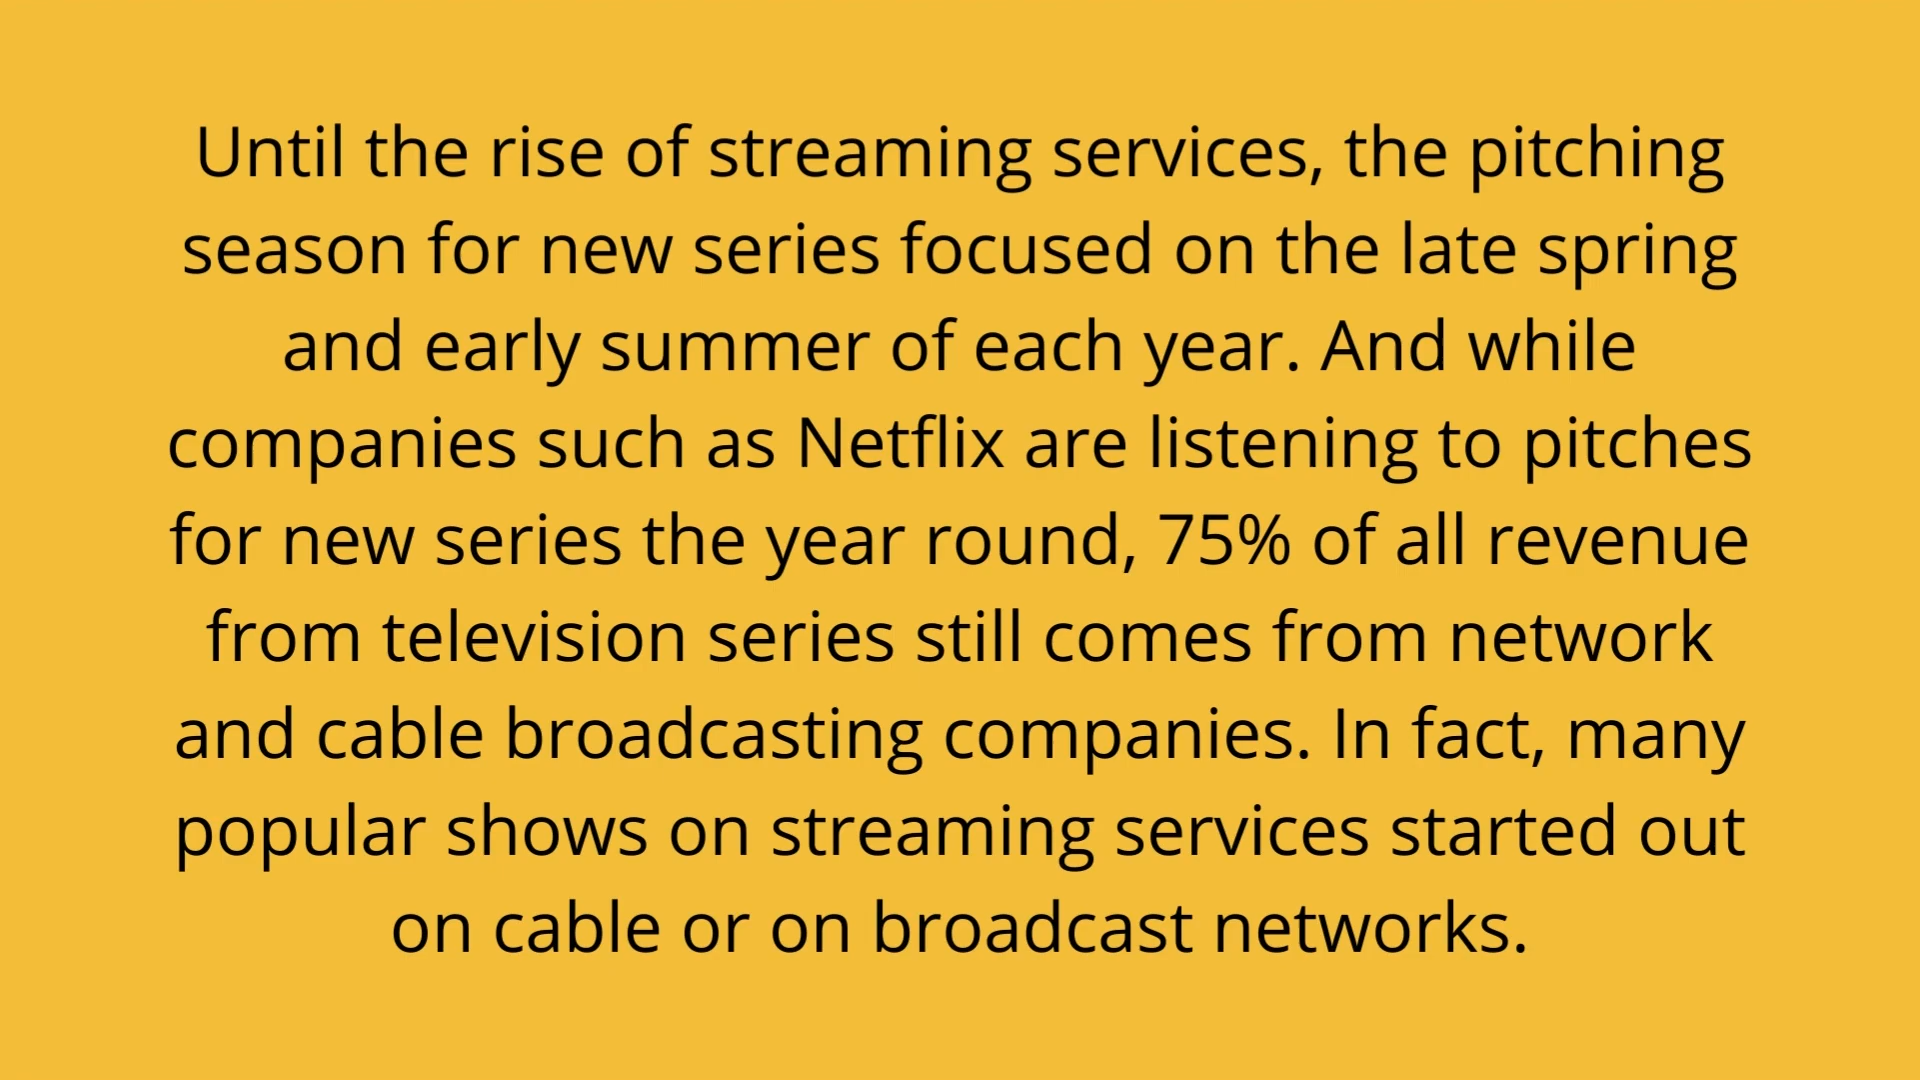 Until the rise of streaming services, the pitching
season for new series focused on the late spring
and early summer of each year. And while
companies such as Netflix are listening to pitches
for new series the year round, 75% of all revenue
from television series still comes from network
and cable broadcasting companies. In fact, many
popular shows on streaming services started out
on cable or on broadcast networks.